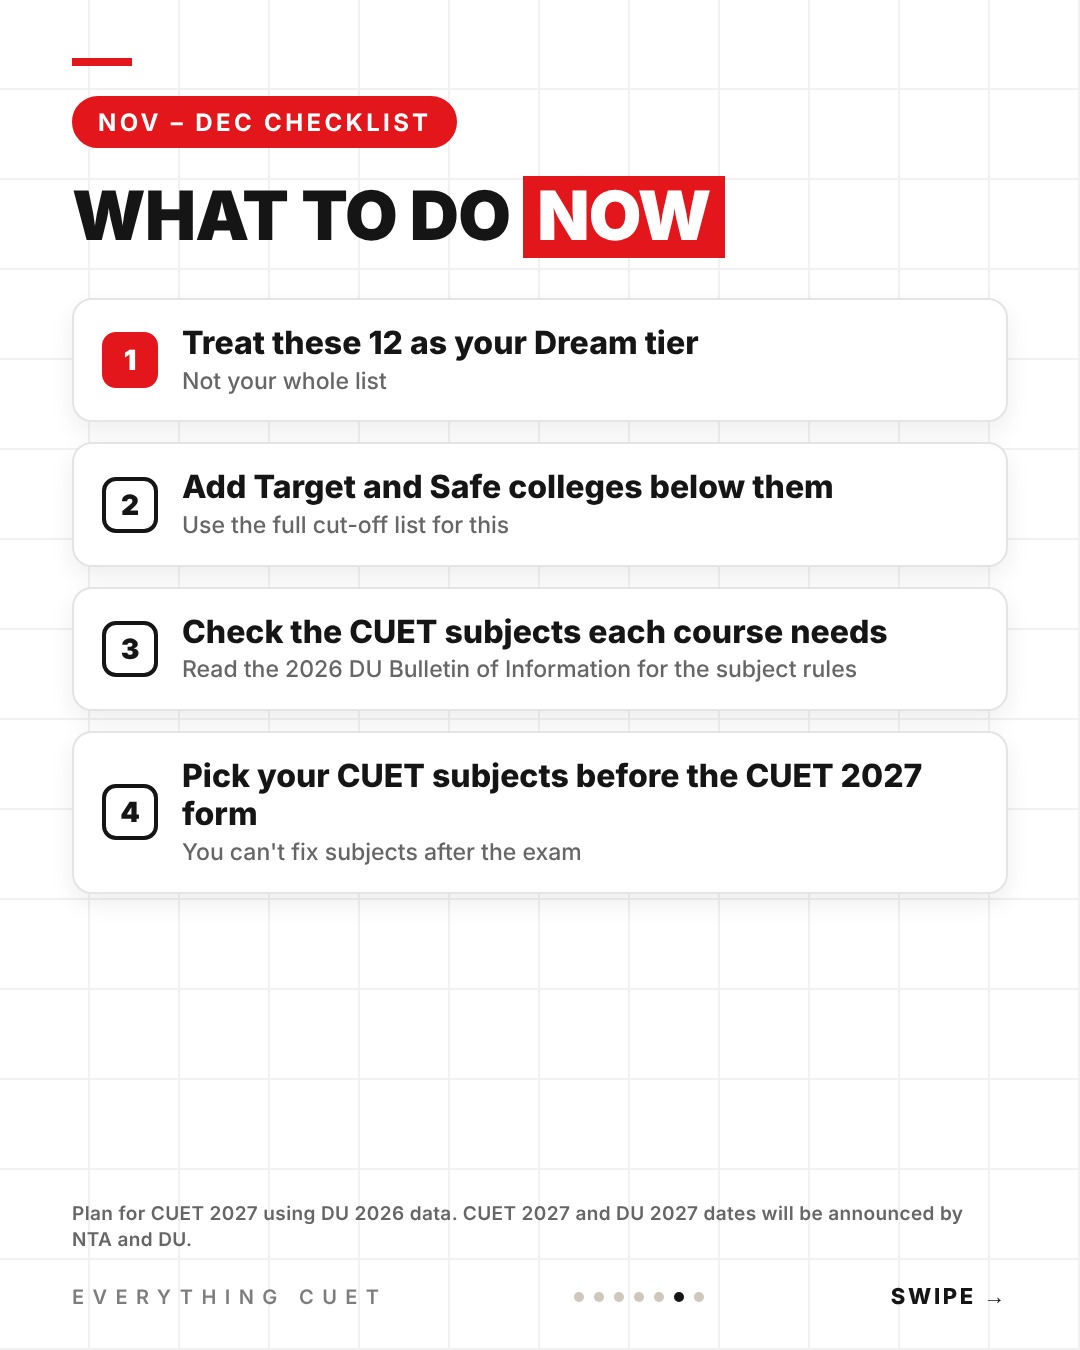 NOV – DEC CHECKLIST
WHAT TO DO NOW
1
Treat these 12 as your Dream tier
Not your whole list
2
Add Target and Safe colleges below them
Use the full cut-off list for this
3
Check the CUET subjects each course needs
Read the 2026 DU Bulletin of Information for the subject rules
4
Pick your CUET subjects before the CUET 2027
form
You can't fix subjects after the exam
Plan for CUET 2027 using DU 2026 data. CUET 2027 and DU 2027 dates will be announced by
NTA and DU.
EVERYTHING CUET
SWIPE →